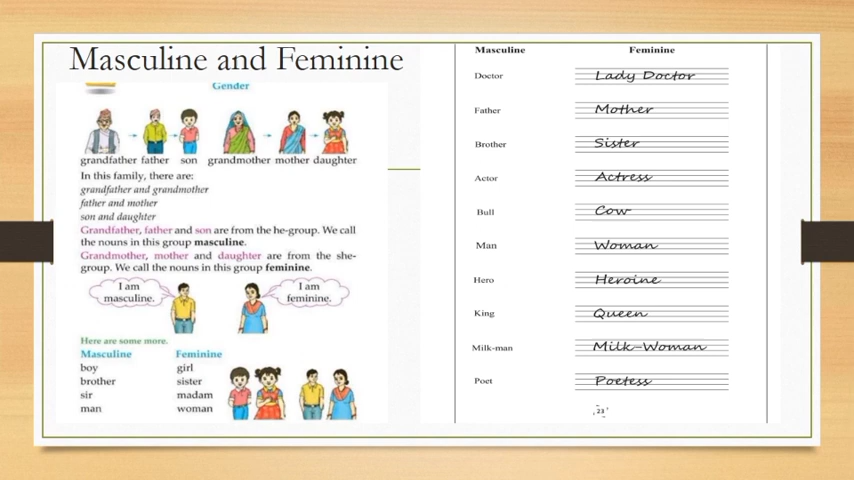 Masculine and Feminine
Gender
grandfather father son grandmother mother daughter
In this family, there are:
grandfather and grandmother
father and mother
son and daughter
Grandfather, father and son are from the he-group. We call
the nouns in this group masculine.
Grandmother, mother and daughter are from the she-
group. We call the nouns in this group feminine.
I am
masculine.
I am
feminine.
Here are some more.
Masculine Feminine
boy girl
brother sister
sir madam
man woman
Masculine Feminine
Doctor Lady Doctor
Father Mother
Brother Sister
Actor Actress
Bull Cow
Man Woman
Hero Heroine
King Queen
Milk-man Milk-Woman
Poet Poetess
23